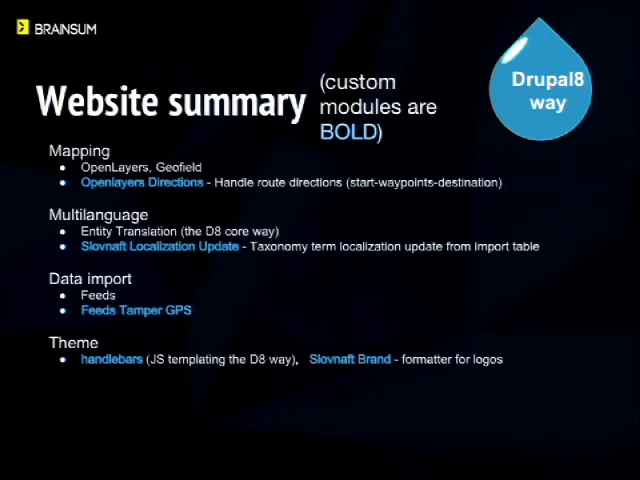 BRAINSUM
Website summary
(custom
modules are
BOLD)
Drupal8
way
Mapping
• OpenLayers, Geofield
• Openlayers Directions - Handle route directions (start-waypoints-destination)
Multilanguage
• Entity Translation (the D8 core way)
• Slovnaft Localization Update - Taxonomy term localization update from import table
Data import
• Feeds
• Feeds Tamper GPS
Theme
• handlebars (JS templating the D8 way), Slovnaft Brand - formatter for logos